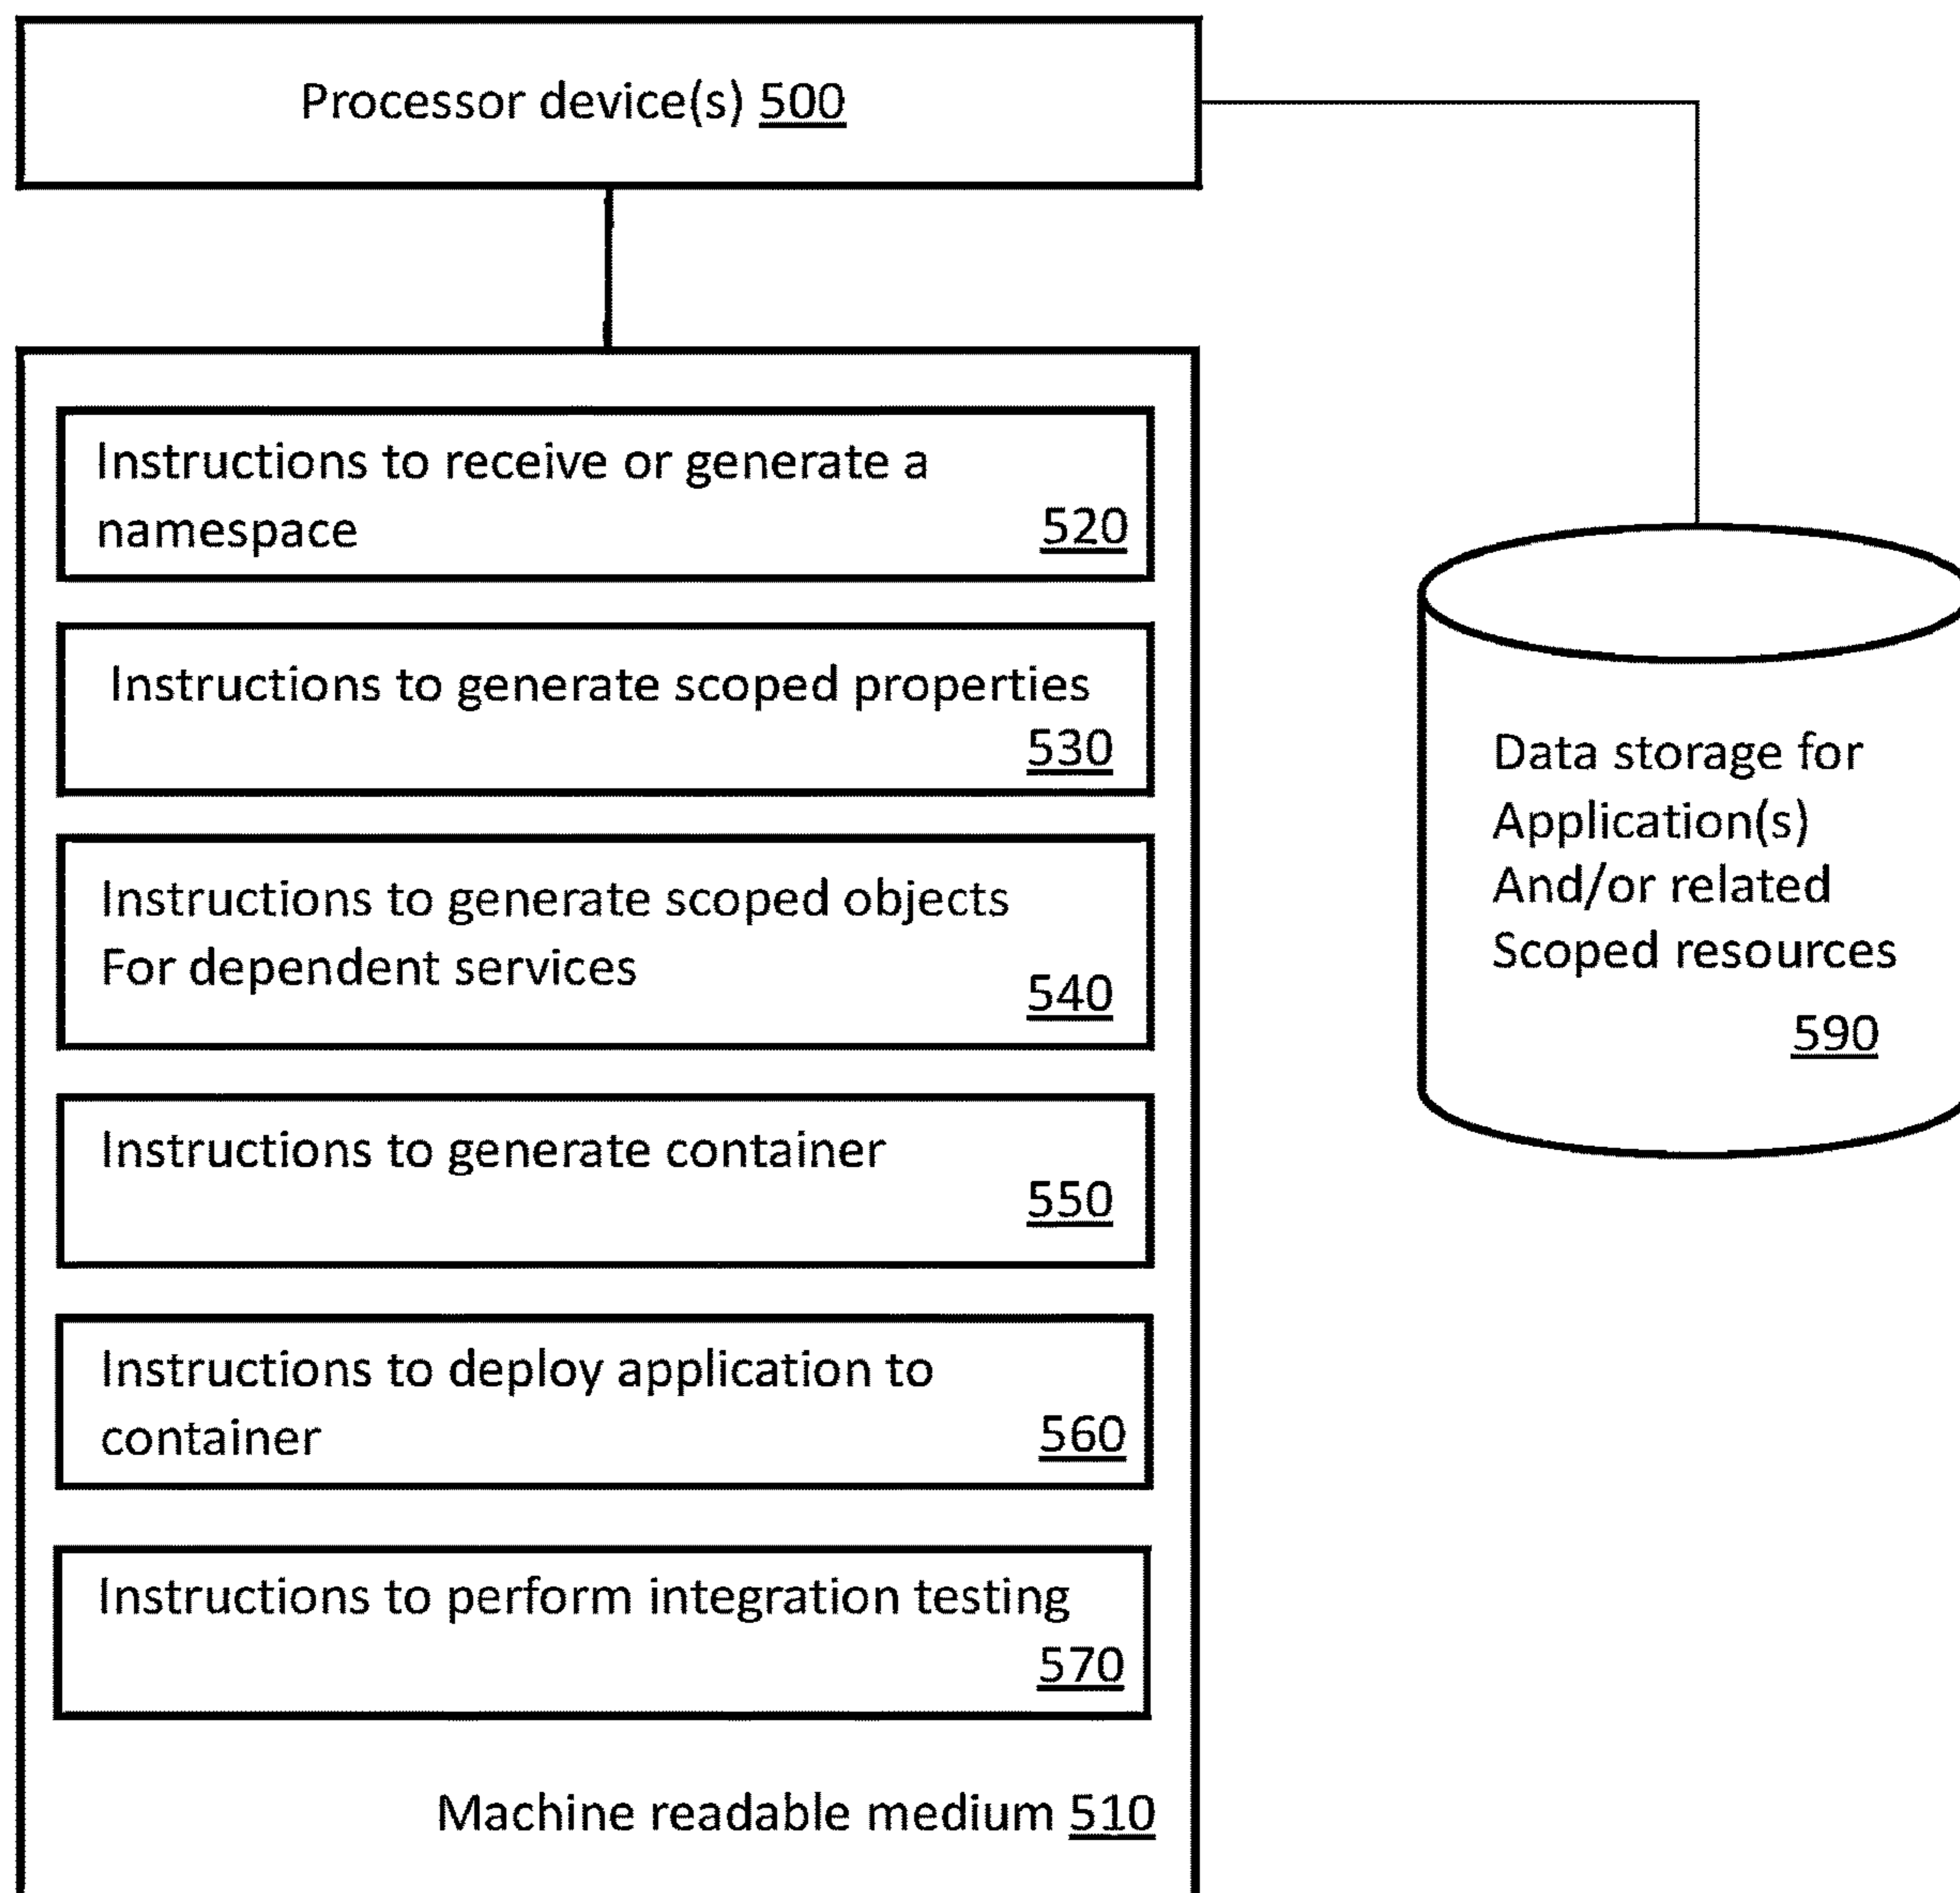 Processor device(s) 500
Instructions to receive or generate a
namespace 520
Instructions to generate scoped properties
530
Instructions to generate scoped objects
For dependent services
540
Instructions to generate container
550
Instructions to deploy application to
container 560
Instructions to perform integration testing
570
Machine readable medium 510
Data storage for
Application(s)
And/or related
Scoped resources
590